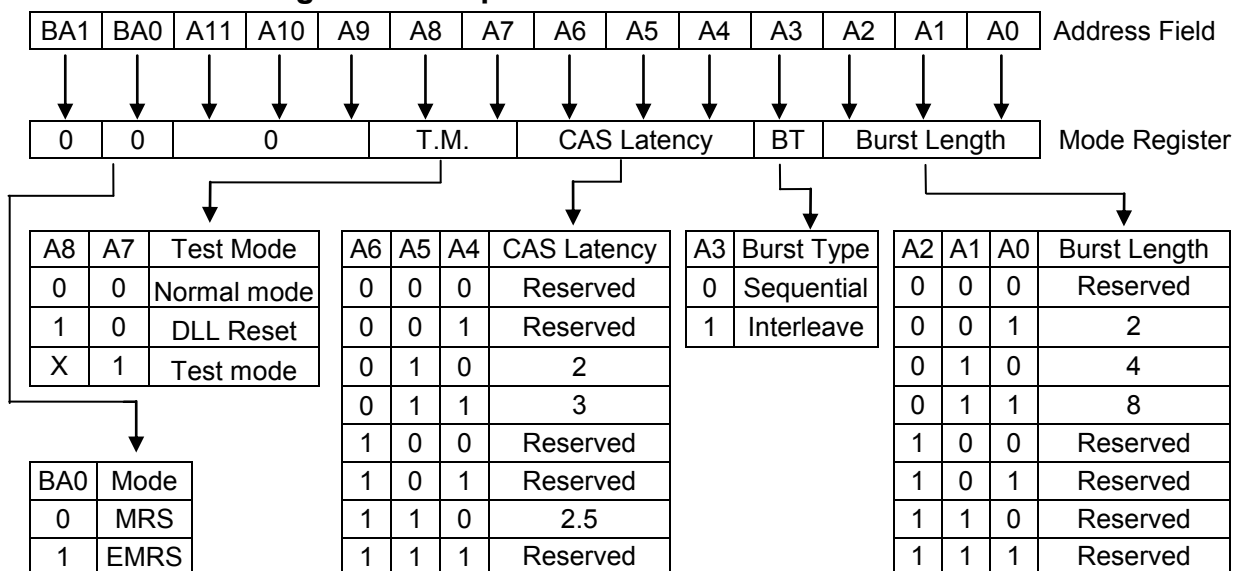 BA1 BA0 A11 A10 A9 A8 A7 A6 A5 A4 A3 A2 A1 A0 Address Field
0 0 0 T.M. CAS Latency BT Burst Length Mode Register
A8 A7 Test Mode
0 0 Normal mode
1 0 DLL Reset
X 1 Test mode
BA0 Mode
0 MRS
1 EMRS
A6 A5 A4 CAS Latency
0 0 0 Reserved
0 0 1 Reserved
0 1 0 2
0 1 1 3
1 0 0 Reserved
1 0 1 Reserved
1 1 0 2.5
1 1 1 Reserved
A3 Burst Type
0 Sequential
1 Interleave
A2 A1 A0 Burst Length
0 0 0 Reserved
0 0 1 2
0 1 0 4
0 1 1 8
1 0 0 Reserved
1 0 1 Reserved
1 1 0 Reserved
1 1 1 Reserved